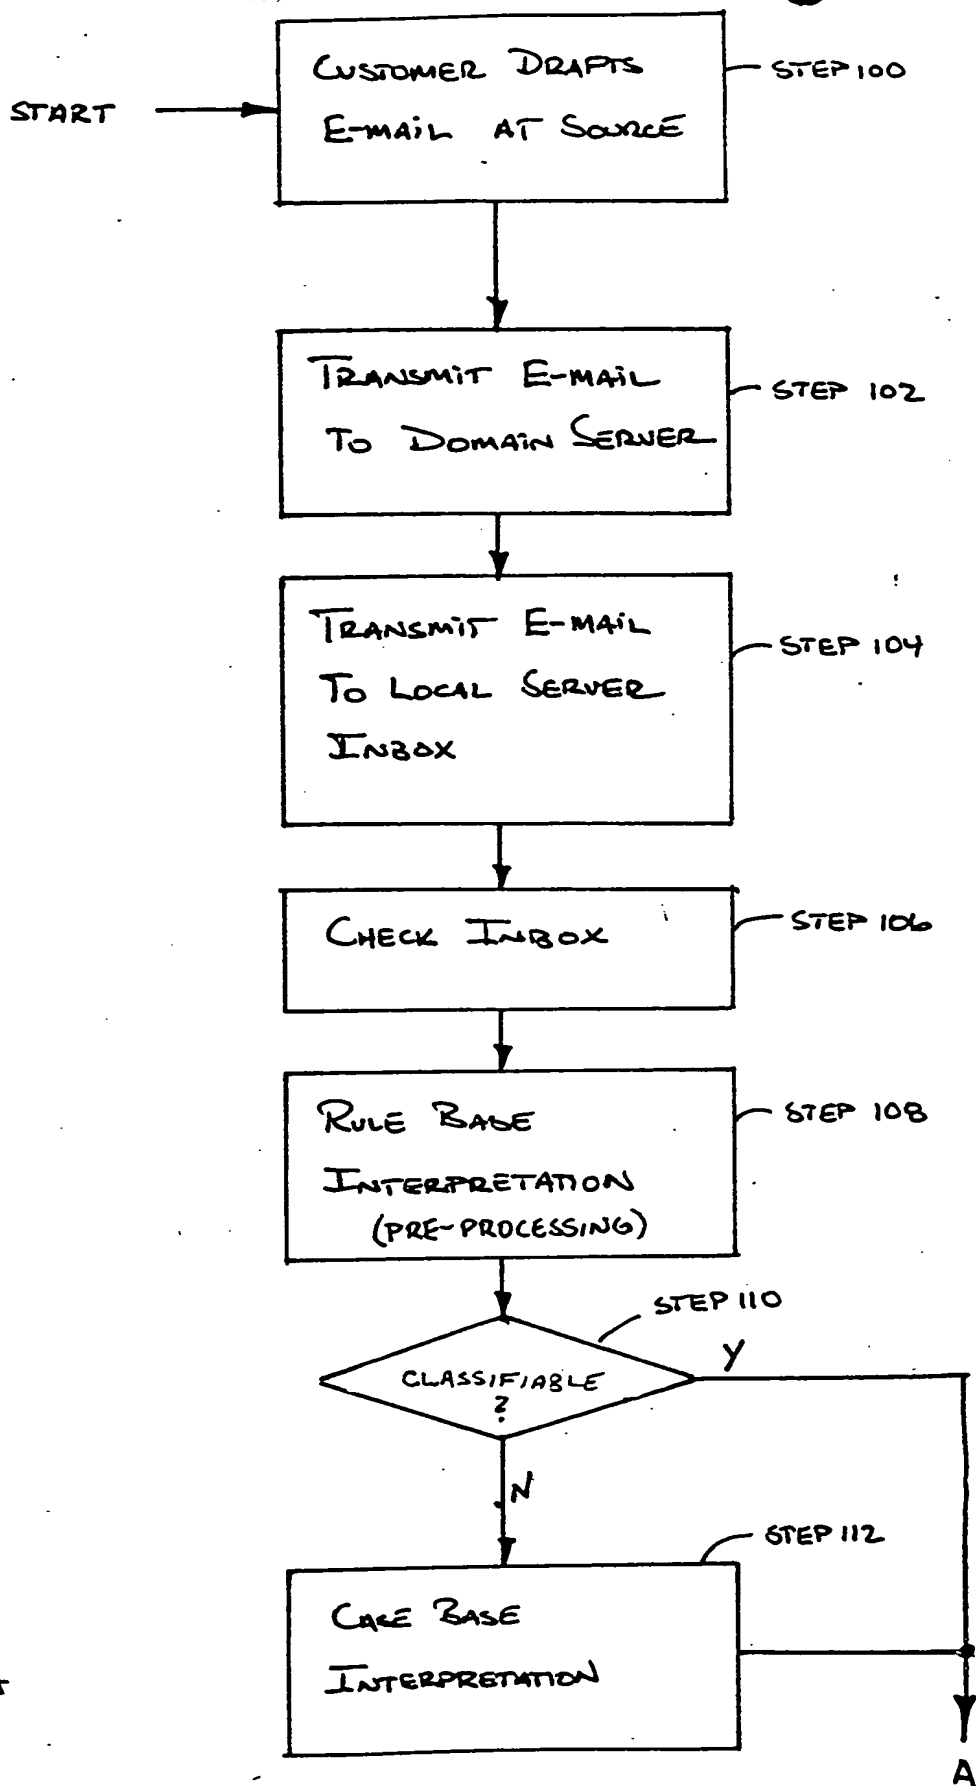 CUSTOMER DRAFTS
STEP 100
START
E-MAIL AT SOURCE
TRANSMIT E-MAIL
STEP 102
TO DOMAIN SERVER
TRANSMIT E-MAIL
STEP 104
TO LOCAL SERVER
INBOX
CHECK INBOX
STEP 106
RULE BASE
STEP 108
INTERPRETATION
(PRE-PROCESSING)
STEP 110
Y
CLASSIFIABLE
?
N
STEP 112
CASE BASE
INTERPRETATION
A